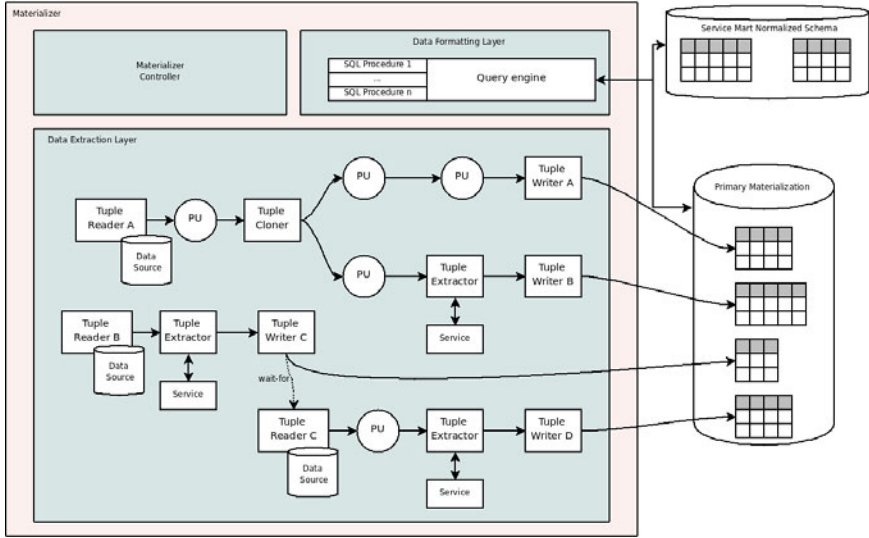 Materializer
Materializer
Controller
Data Formatting Layer
SQL Procedure 1
...
SQL Procedure n
Query engine
Service Mart Normalized Schema
Data Extraction Layer
Tuple
Reader A
Data
Source
PU
Tuple
Cloner
PU
PU
Tuple
Writer A
PU
Tuple
Extractor
Service
Tuple
Writer B
Primary Materialization
Tuple
Reader B
Data
Source
Tuple
Extractor
Service
Tuple
Writer C
wait-for
Tuple
Reader C
Data
Source
PU
Tuple
Extractor
Service
Tuple
Writer D